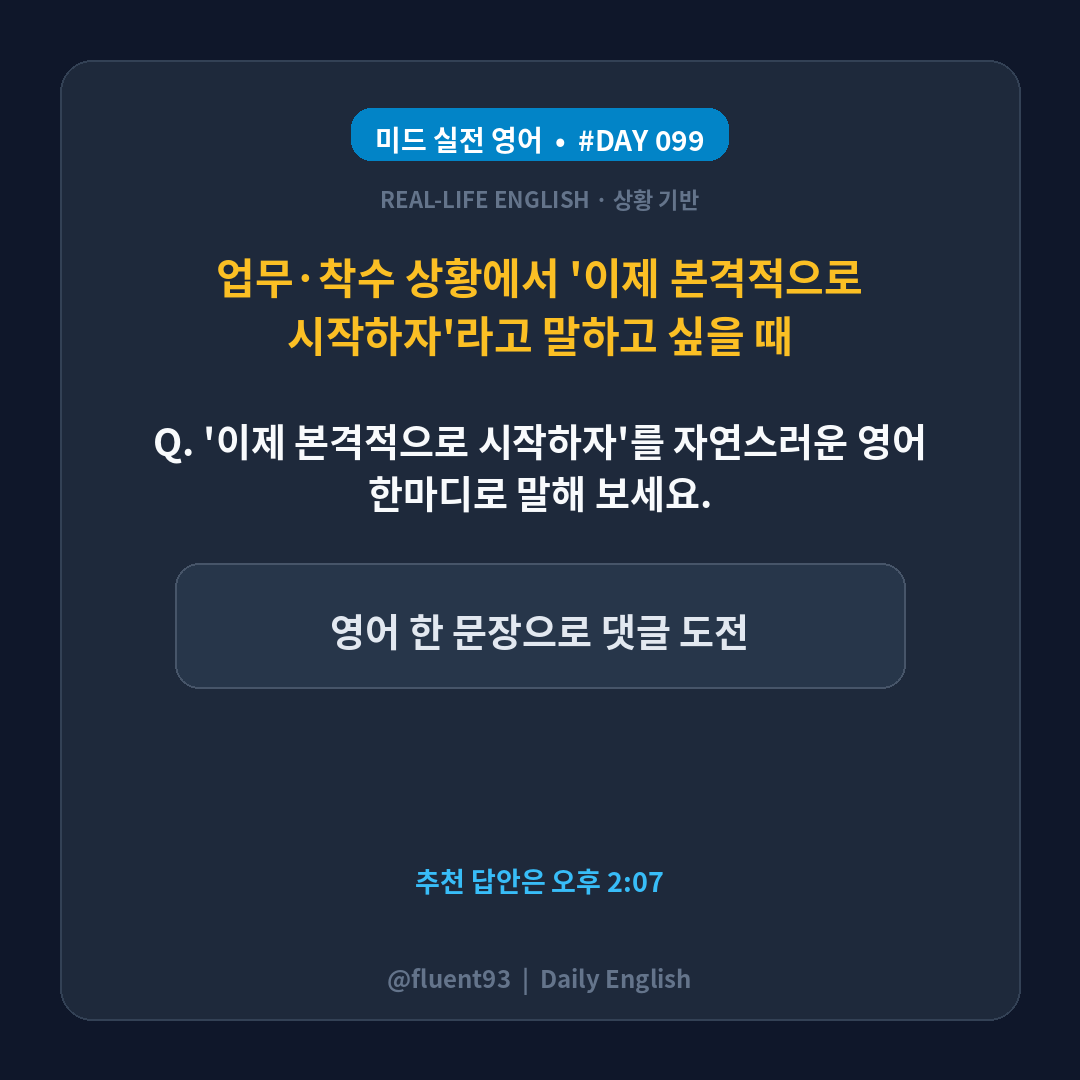 미드 실전 영어 • #DAY 099
REAL-LIFE ENGLISH · 상황 기반
업무·착수 상황에서 '이제 본격적으로
시작하자'라고 말하고 싶을 때
Q. '이제 본격적으로 시작하자'를 자연스러운 영어
한마디로 말해 보세요.
영어 한 문장으로 댓글 도전
추천 답안은 오후 2:07
@fluent93 | Daily English